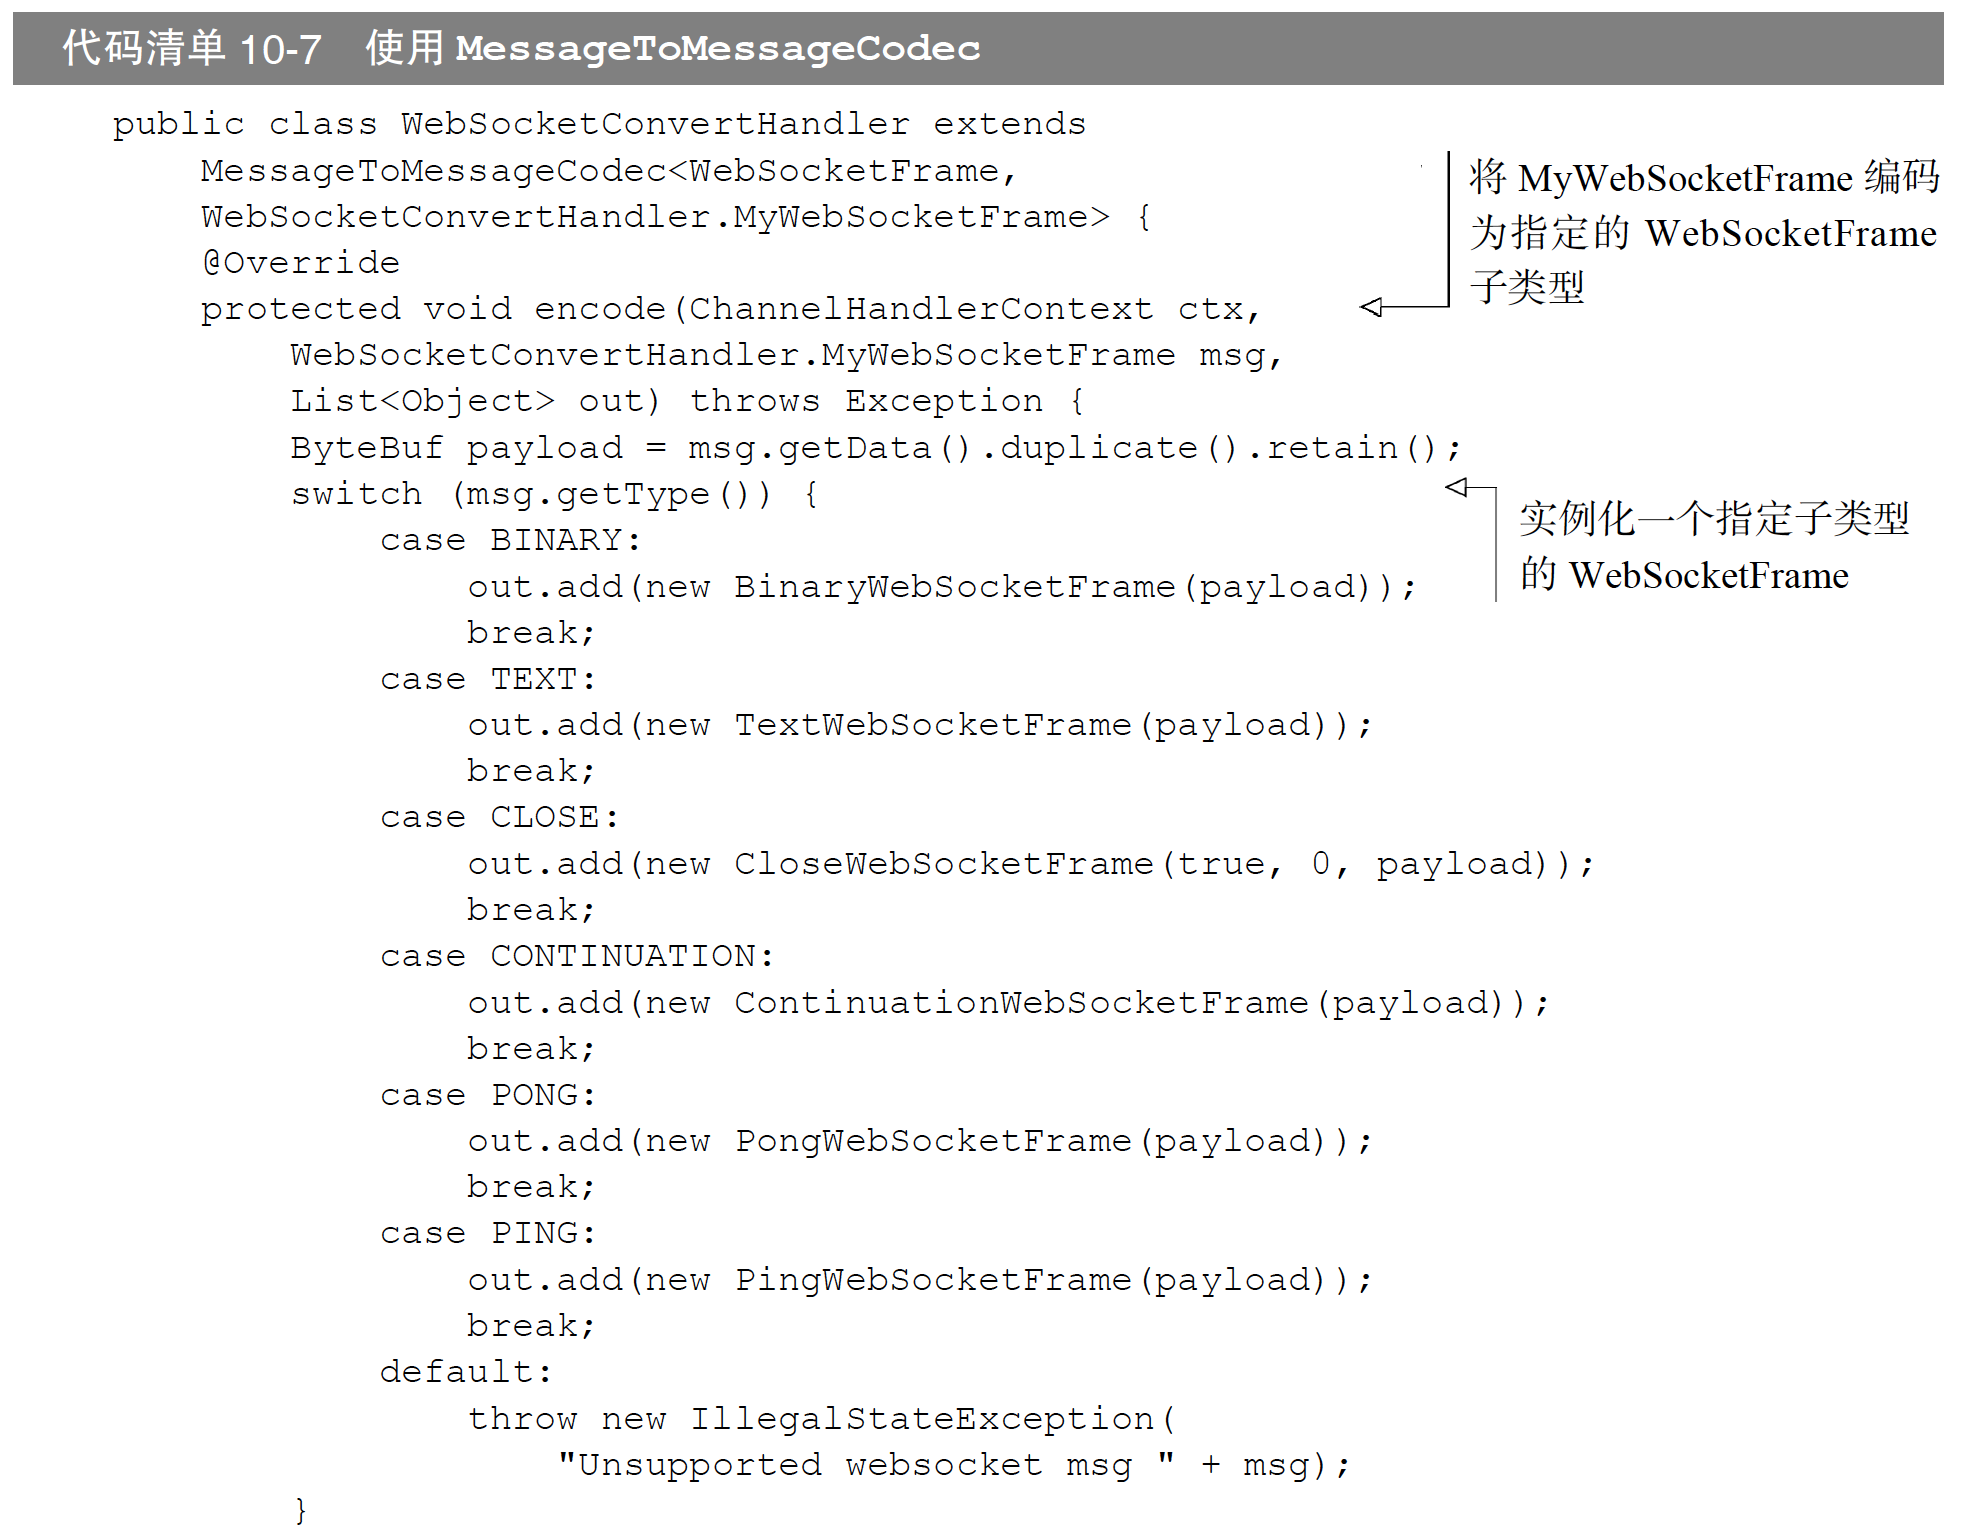 代码清单 10-7 使用 MessageToMessageCodec
public class WebSocketConvertHandler extends
MessageToMessageCodec<WebSocketFrame,
WebSocketConvertHandler.MyWebSocketFrame> {
@Override
protected void encode(ChannelHandlerContext ctx,
WebSocketConvertHandler.MyWebSocketFrame msg,
List<Object> out) throws Exception {
ByteBuf payload = msg.getData().duplicate().retain();
switch (msg.getType()) {
case BINARY:
out.add(new BinaryWebSocketFrame(payload));
break;
case TEXT:
out.add(new TextWebSocketFrame(payload));
break;
case CLOSE:
out.add(new CloseWebSocketFrame(true, 0, payload));
break;
case CONTINUATION:
out.add(new ContinuationWebSocketFrame(payload));
break;
case PONG:
out.add(new PongWebSocketFrame(payload));
break;
case PING:
out.add(new PingWebSocketFrame(payload));
break;
default:
throw new IllegalStateException(
"Unsupported websocket msg " + msg);
}
将 MyWebSocketFrame 编码
为指定的 WebSocketFrame
子类型
实例化一个指定子类型
的 WebSocketFrame